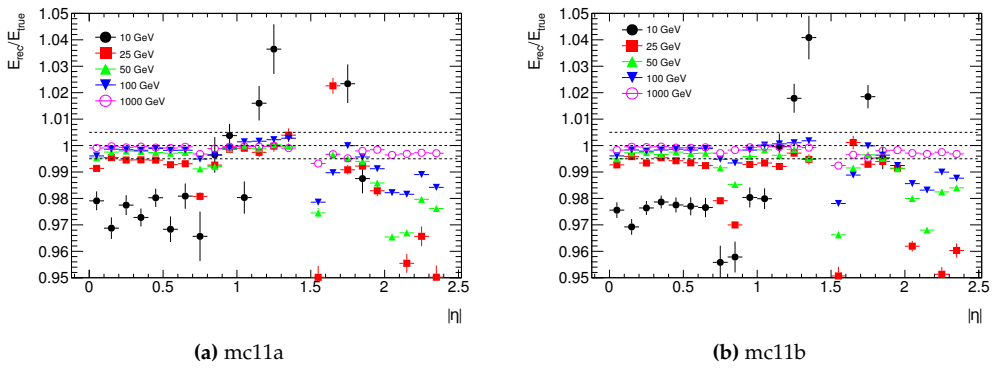 E_rec/E_true
1.05
1.04
1.03
1.02
1.01
1
0.99
0.98
0.97
0.96
0.95
10 GeV
25 GeV
50 GeV
100 GeV
1000 GeV
0 0.5 1 1.5 2 2.5
|η|
(a) mc11a
E_rec/E_true
1.05
1.04
1.03
1.02
1.01
1
0.99
0.98
0.97
0.96
0.95
10 GeV
25 GeV
50 GeV
100 GeV
1000 GeV
0 0.5 1 1.5 2 2.5
|η|
(b) mc11b